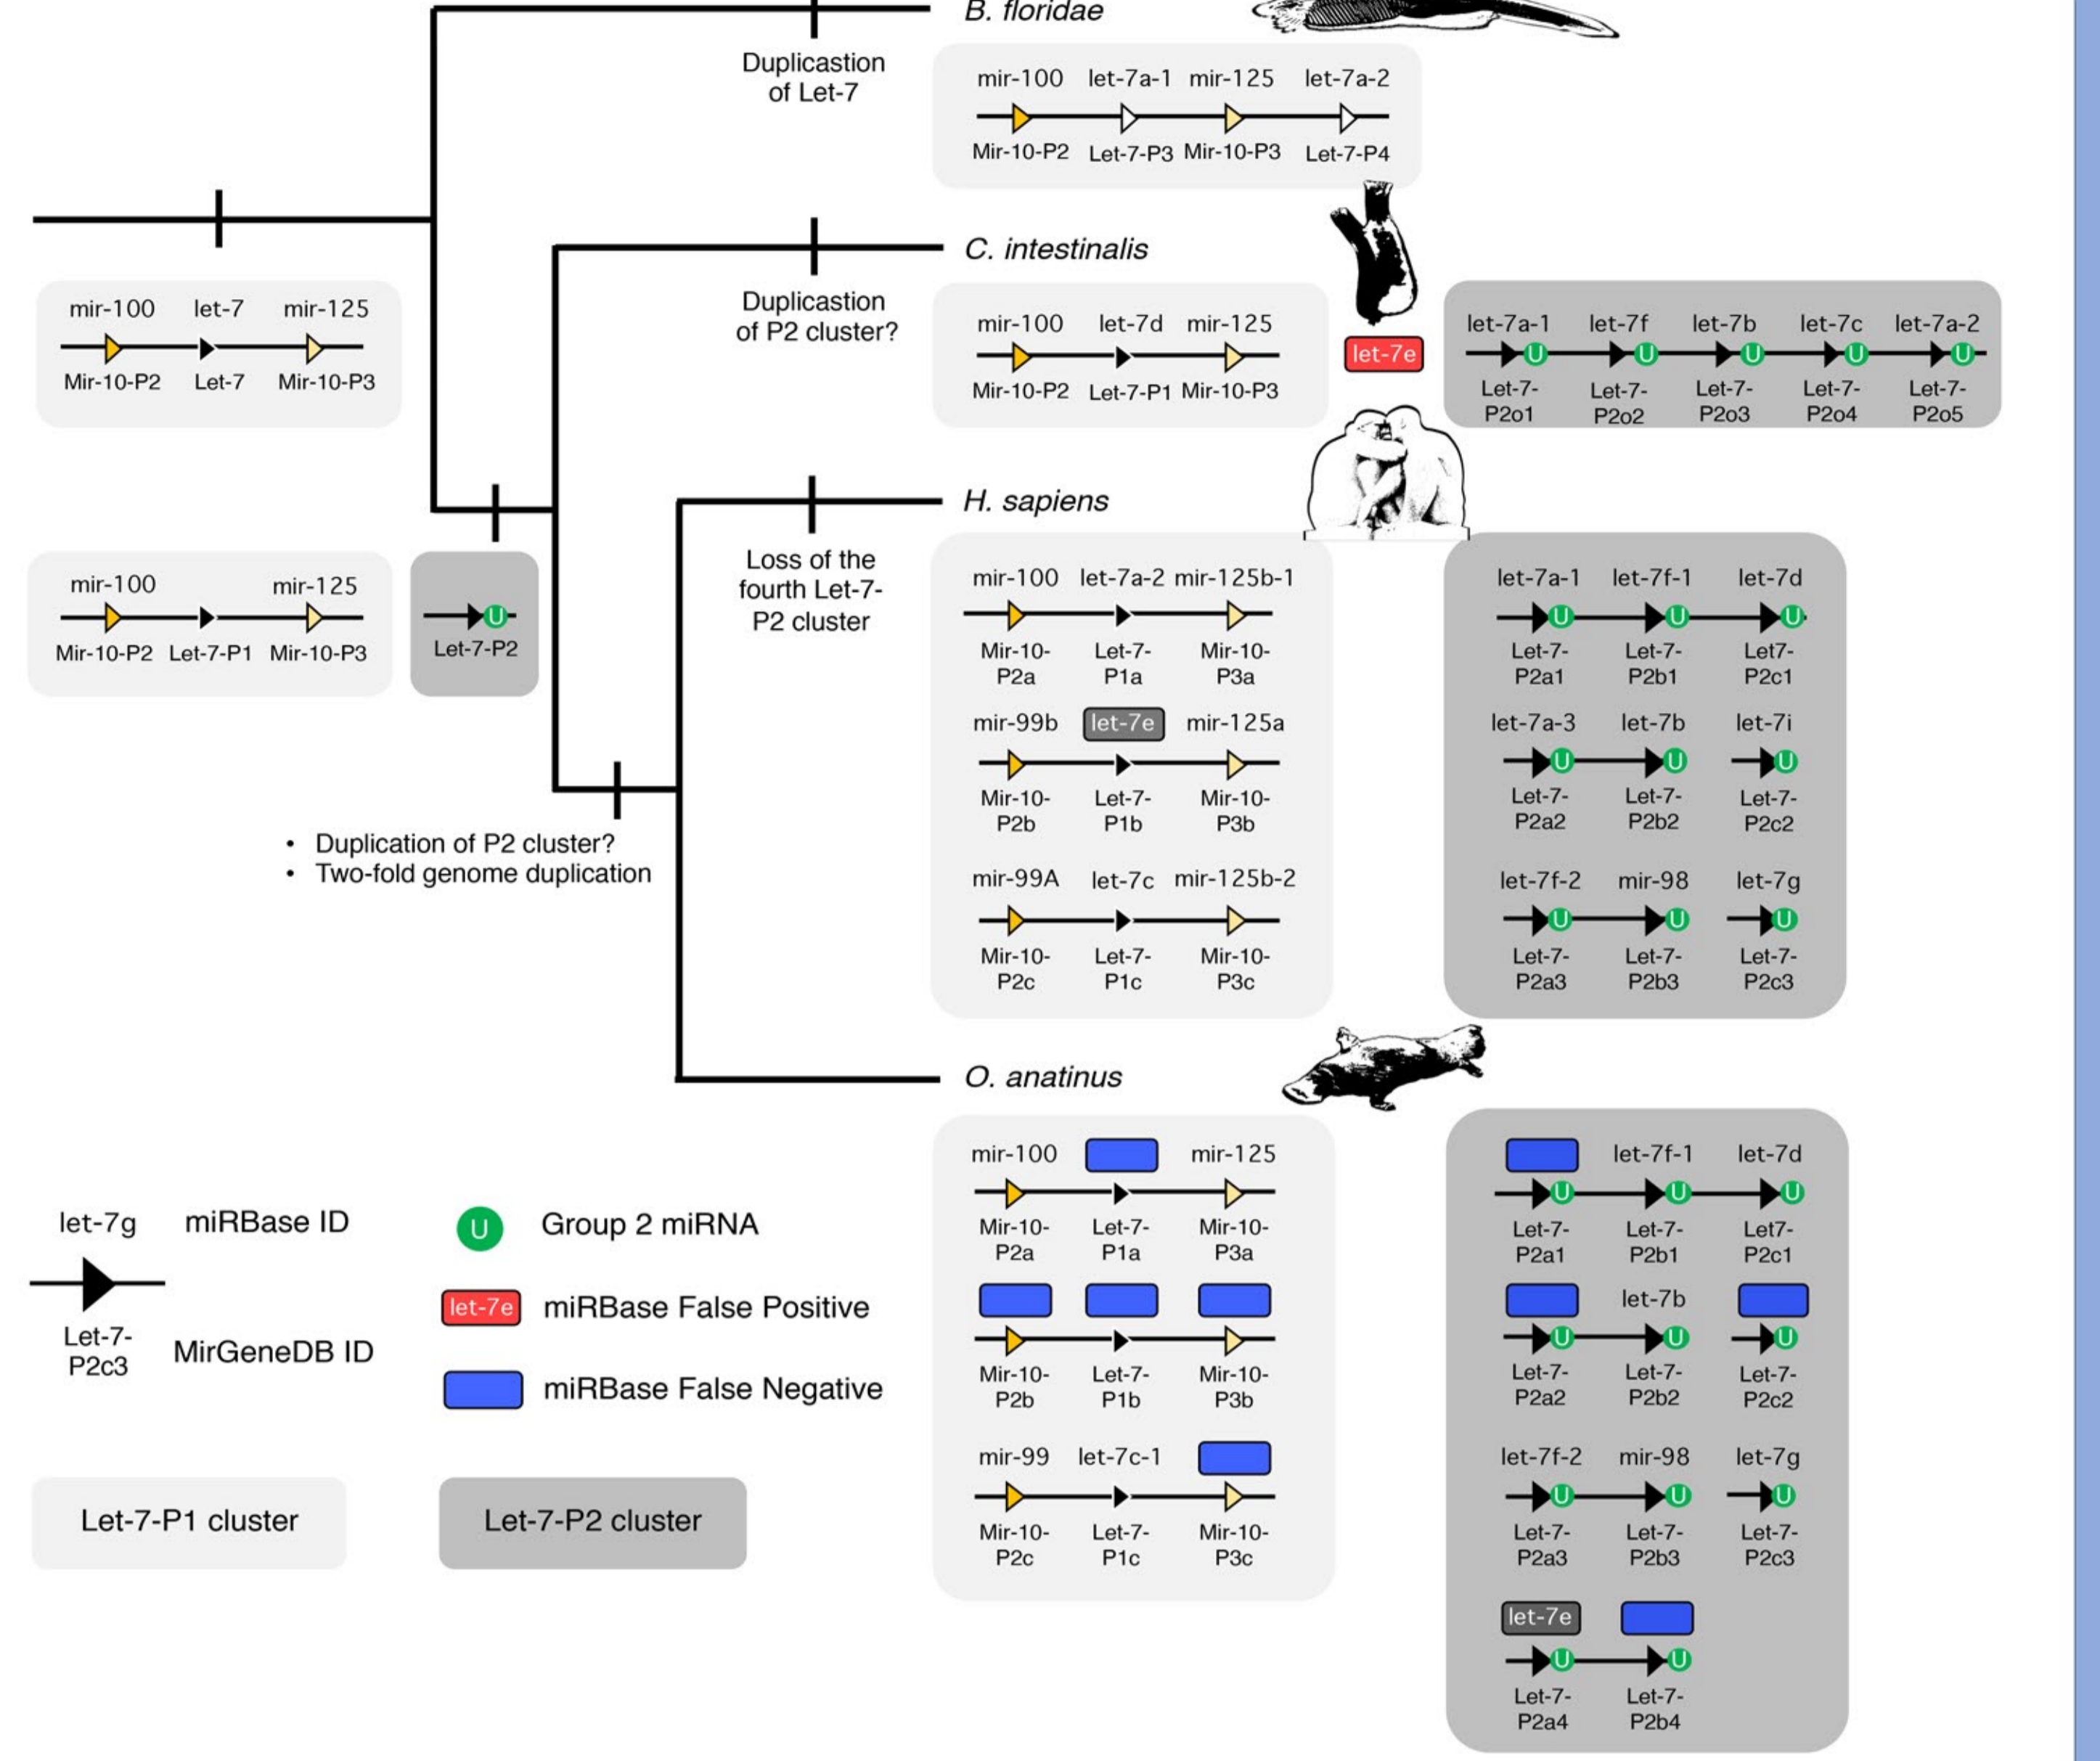 B. floridae
Duplicastion
of Let-7
mir-100 let-7a-1 mir-125 let-7a-2
Mir-10-P2 Let-7-P3 Mir-10-P3 Let-7-P4
C. intestinalis
Duplicastion
of P2 cluster?
mir-100 let-7 mir-125
Mir-10-P2 Let-7 Mir-10-P3
mir-100 let-7d mir-125
Mir-10-P2 Let-7-P1 Mir-10-P3
let-7e
let-7a-1 let-7f let-7b let-7c let-7a-2
U U U U U
Let-7- Let-7- Let-7- Let-7- Let-7-
P2o1 P2o2 P2o3 P2o4 P2o5
H. sapiens
Loss of the
fourth Let-7-
P2 cluster
mir-100 mir-125
Mir-10-P2 Let-7-P1 Mir-10-P3
U
Let-7-P2
mir-100 let-7a-2 mir-125b-1
Mir-10- Let-7- Mir-10-
P2a P1a P3a
mir-99b let-7e mir-125a
Mir-10- Let-7- Mir-10-
P2b P1b P3b
mir-99A let-7c mir-125b-2
Mir-10- Let-7- Mir-10-
P2c P1c P3c
let-7a-1 let-7f-1 let-7d
U U U
Let-7- Let-7- Let7-
P2a1 P2b1 P2c1
let-7a-3 let-7b let-7i
U U U
Let-7- Let-7- Let-7-
P2a2 P2b2 P2c2
let-7f-2 mir-98 let-7g
U U U
Let-7- Let-7- Let-7-
P2a3 P2b3 P2c3
• Duplication of P2 cluster?
• Two-fold genome duplication
O. anatinus
mir-100 mir-125
Mir-10- Let-7- Mir-10-
P2a P1a P3a
Mir-10- Let-7- Mir-10-
P2b P1b P3b
mir-99 let-7c-1
Mir-10- Let-7- Mir-10-
P2c P1c P3c
let-7f-1 let-7d
U U U
Let-7- Let-7- Let7-
P2a1 P2b1 P2c1
let-7b
U U U
Let-7- Let-7- Let-7-
P2a2 P2b2 P2c2
let-7f-2 mir-98 let-7g
U U U
Let-7- Let-7- Let-7-
P2a3 P2b3 P2c3
let-7e
U U
Let-7- Let-7-
P2a4 P2b4
let-7g miRBase ID
Let-7-
P2c3
MirGeneDB ID
U Group 2 miRNA
let-7e miRBase False Positive
miRBase False Negative
Let-7-P1 cluster
Let-7-P2 cluster